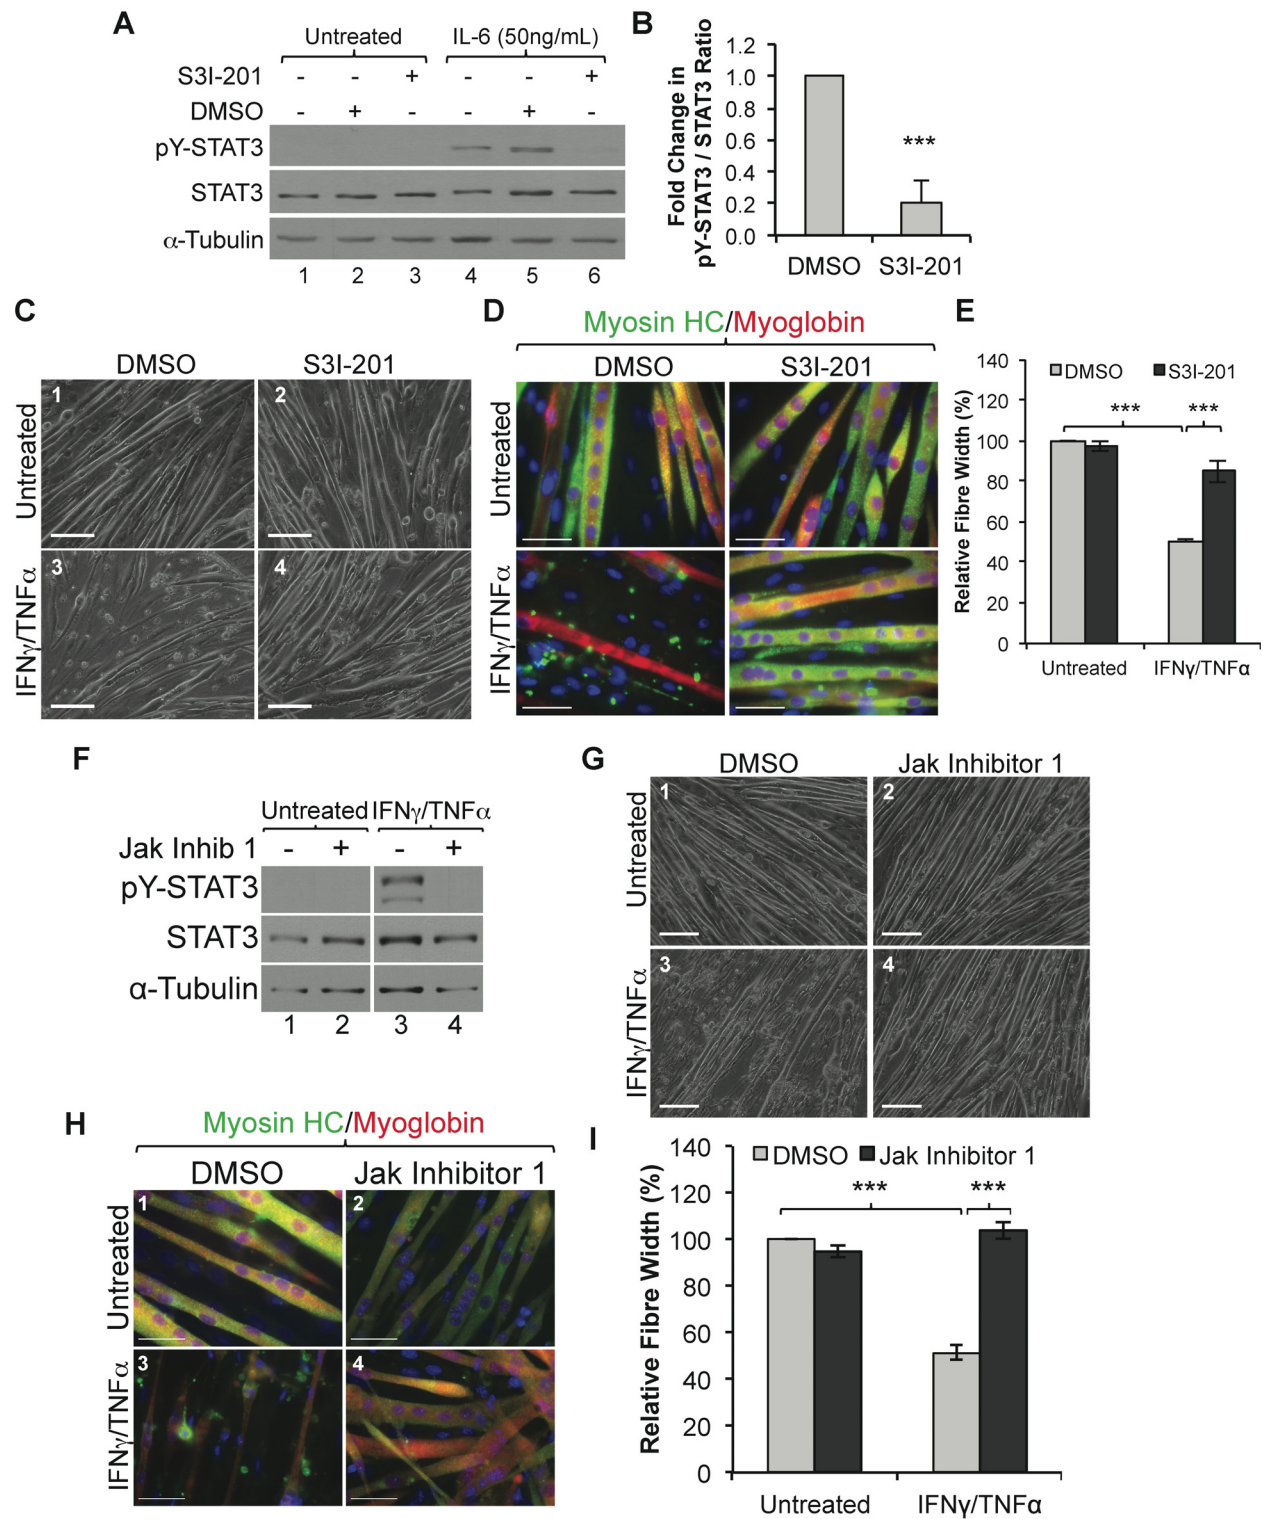 A
Untreated IL-6 (50ng/mL)
S3I-201 - - + - - +
DMSO - + - - + -
pY-STAT3
STAT3
α-Tubulin
1 2 3 4 5 6
B
Fold Change in
pY-STAT3 / STAT3 Ratio
1.2
1.0
0.8
0.6
0.4
0.2
0.0
***
DMSO S3I-201
C
DMSO S3I-201
Untreated
IFNγ/TNFα
1 2
3 4
D
Myosin HC/Myoglobin
DMSO S3I-201
Untreated
IFNγ/TNFα
E
Relative Fibre Width (%)
140
120
100
80
60
40
20
0
DMSO S3I-201
*** ***
Untreated IFNγ/TNFα
F
Untreated IFNγ/TNFα
Jak Inhib 1 - + - +
pY-STAT3
STAT3
α-Tubulin
1 2 3 4
G
DMSO Jak Inhibitor 1
Untreated
IFNγ/TNFα
1 2
3 4
H
Myosin HC/Myoglobin
DMSO Jak Inhibitor 1
Untreated
IFNγ/TNFα
1 2
3 4
I
Relative Fibre Width (%)
140
120
100
80
60
40
20
0
DMSO Jak Inhibitor 1
*** ***
Untreated IFNγ/TNFα